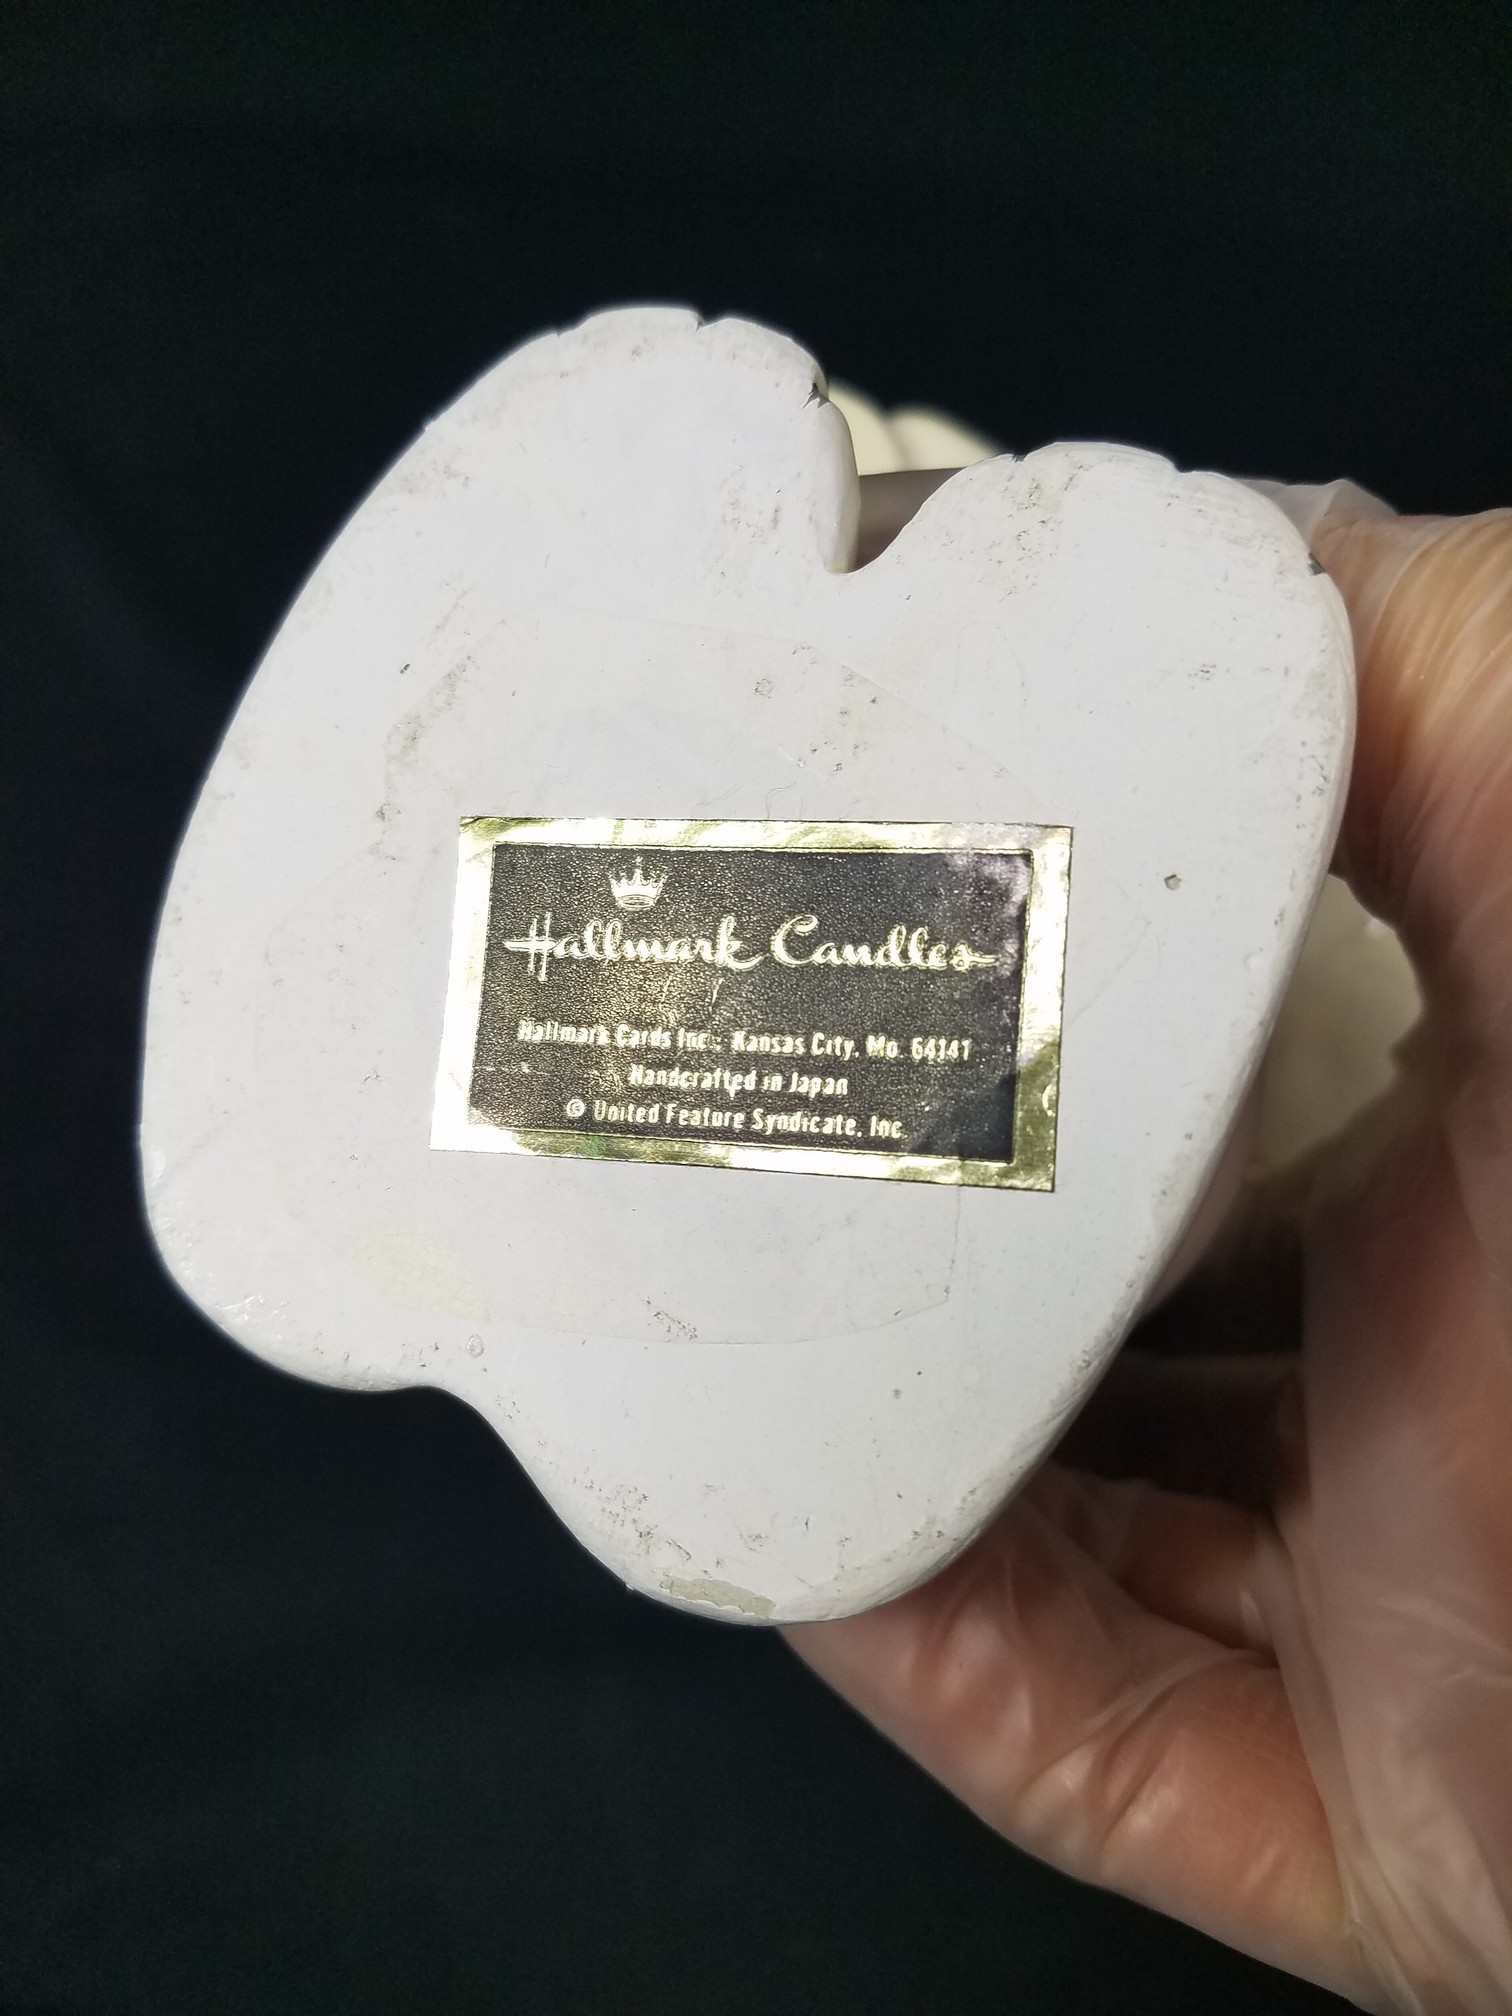 Hallmark Candles
Hallmark Cards Inc., Kansas City, Mo. 64141
Handcrafted in Japan
© United Feature Syndicate, Inc.